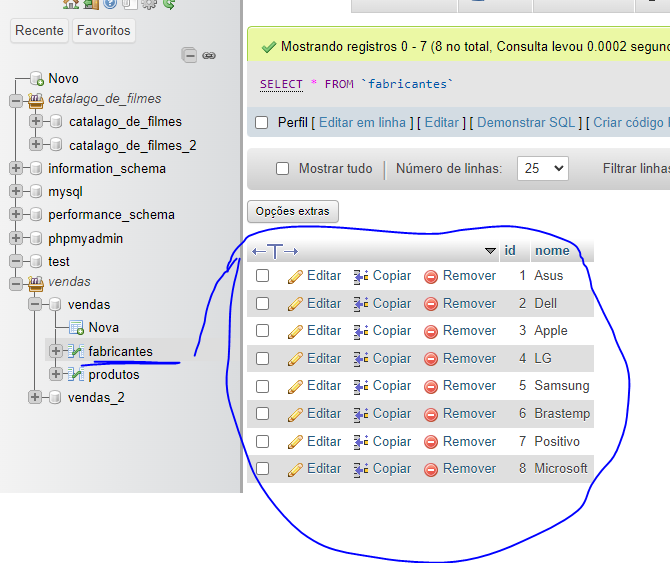 Recente Favoritos
Novo
catalago_de_filmes
catalago_de_filmes
catalago_de_filmes_2
information_schema
mysql
performance_schema
phpmyadmin
test
vendas
vendas
Nova
fabricantes
produtos
vendas_2
Mostrando registros 0 - 7 (8 no total, Consulta levou 0.0002 segun
SELECT * FROM `fabricantes`
Perfil [ Editar em linha ] [ Editar ] [ Demonstrar SQL ] [ Criar código
Mostrar tudo Número de linhas: 25 Filtrar linhas
Opções extras
id nome
Editar Copiar Remover 1 Asus
Editar Copiar Remover 2 Dell
Editar Copiar Remover 3 Apple
Editar Copiar Remover 4 LG
Editar Copiar Remover 5 Samsung
Editar Copiar Remover 6 Brastemp
Editar Copiar Remover 7 Positivo
Editar Copiar Remover 8 Microsoft